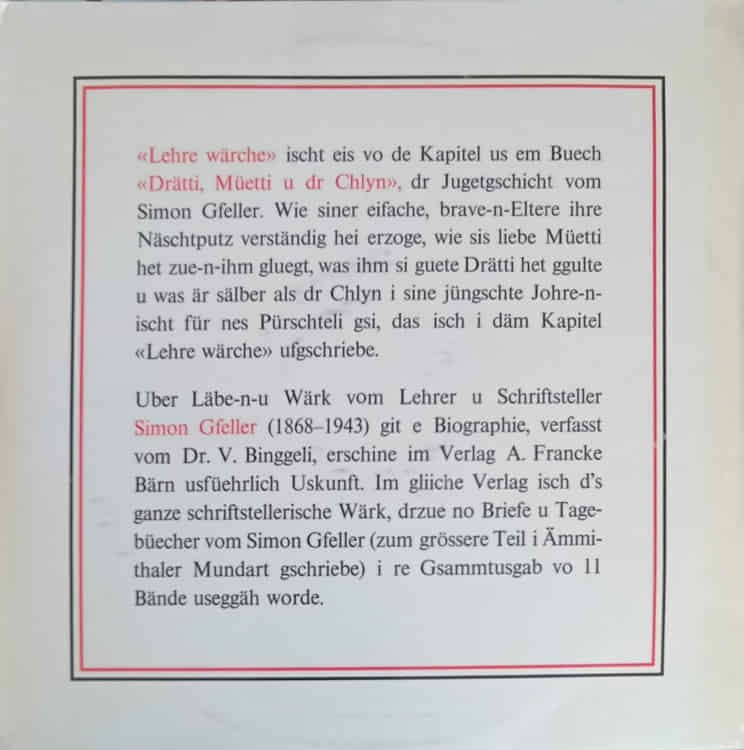 «Lehre wärche» ischt eis vo de Kapitel us em Buech
«Drätti, Müetti u dr Chlyn», dr Jugetgschicht vom
Simon Gfeller. Wie siner eifache, brave-n-Eltere ihre
Näschtputz verständig hei erzoge, wie sis liebe Müetti
het zue-n-ihm gluegt, was ihm si guete Drätti het ggulte
u was är sälber als dr Chlyn i sine jüngschte Johre-n-
ischt für nes Pürschteli gsi, das isch i däm Kapitel
«Lehre wärche» ufgschriebe.
Uber Läbe-n-u Wärk vom Lehrer u Schriftsteller
Simon Gfeller (1868–1943) git e Biographie, verfasst
vom Dr. V. Binggeli, erschine im Verlag A. Francke
Bärn usfüehrlich Uskunft. Im gliiche Verlag isch d's
ganze schriftstellerische Wärk, drzue no Briefe u Tage-
büecher vom Simon Gfeller (zum grössere Teil i Ämmi-
thaler Mundart gschriebe) i re Gsammtusgab vo 11
Bände useggäh worde.